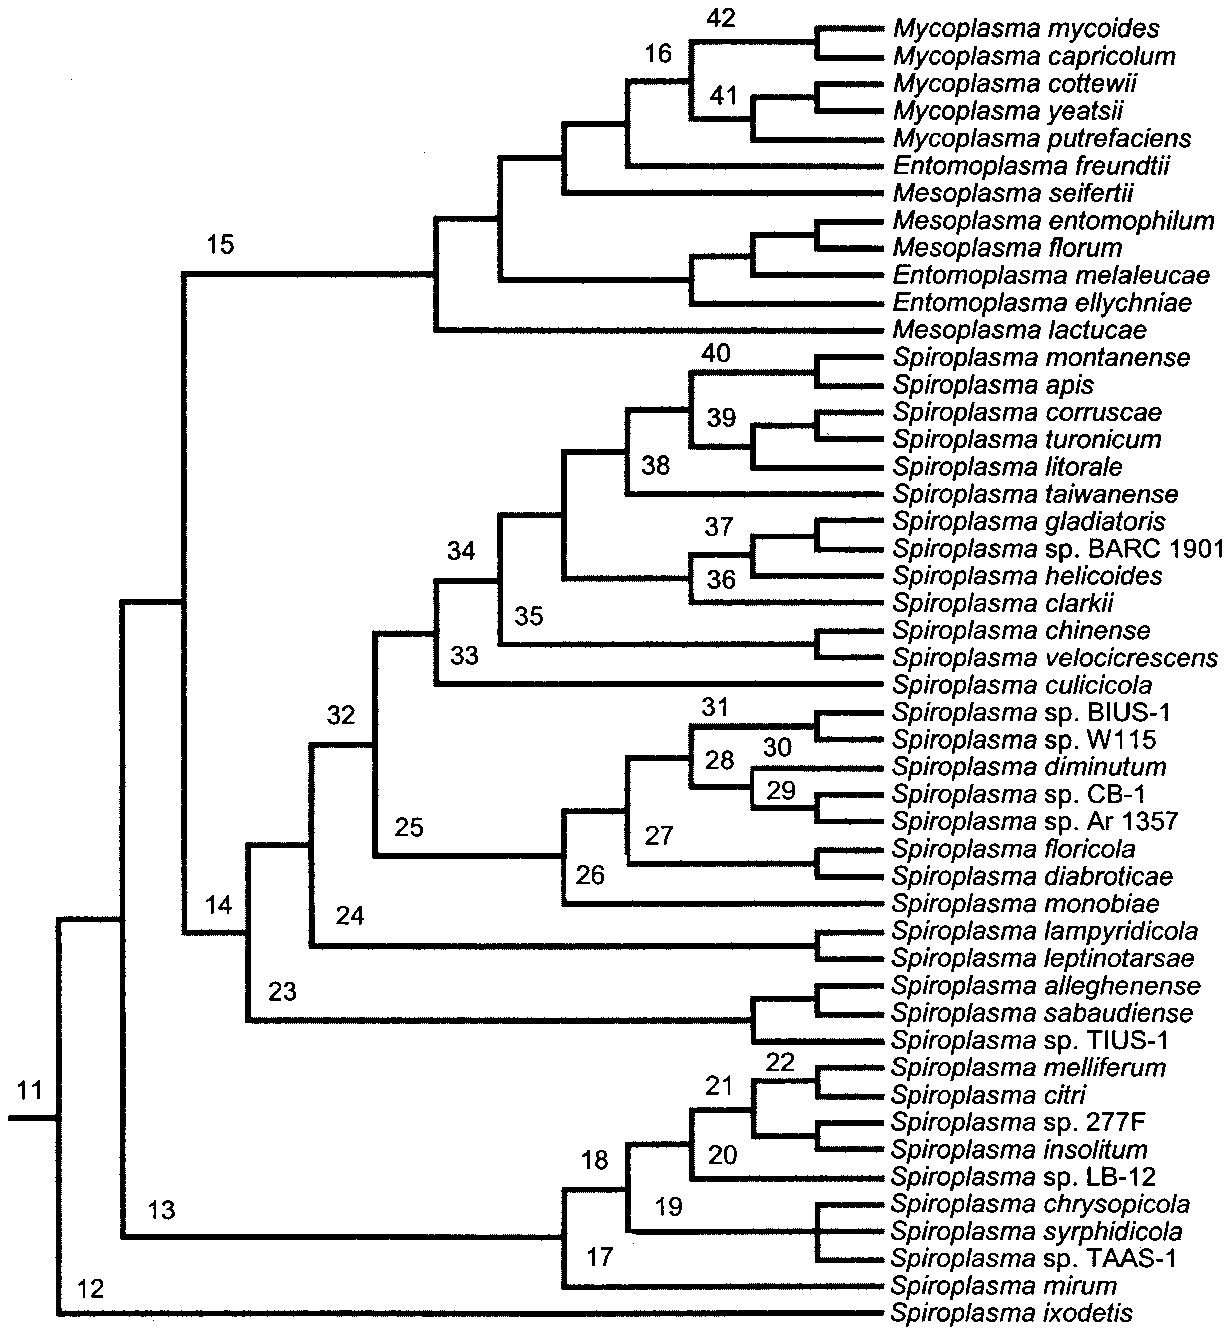 42
Mycoplasma mycoides
16
Mycoplasma capricolum
Mycoplasma cottewii
41
Mycoplasma yeatsii
Mycoplasma putrefaciens
Entomoplasma freundtii
Mesoplasma seifertii
Mesoplasma entomophilum
15
Mesoplasma florum
Entomoplasma melaleucae
Entomoplasma ellychniae
Mesoplasma lactucae
40
Spiroplasma montanense
Spiroplasma apis
39
Spiroplasma corruscae
Spiroplasma turonicum
38
Spiroplasma litorale
Spiroplasma taiwanense
37
Spiroplasma gladiatoris
34
Spiroplasma sp. BARC 1901
36
Spiroplasma helicoides
Spiroplasma clarkii
35
Spiroplasma chinense
33
Spiroplasma velocicrescens
Spiroplasma culicicola
32
31
Spiroplasma sp. BIUS-1
30
Spiroplasma sp. W115
28
Spiroplasma diminutum
29
Spiroplasma sp. CB-1
25
Spiroplasma sp. Ar 1357
27
Spiroplasma floricola
26
Spiroplasma diabroticae
14
Spiroplasma monobiae
24
Spiroplasma lampyridicola
Spiroplasma leptinotarsae
23
Spiroplasma alleghenense
Spiroplasma sabaudiense
Spiroplasma sp. TIUS-1
22
Spiroplasma melliferum
11
21
Spiroplasma citri
Spiroplasma sp. 277F
20
Spiroplasma insolitum
18
Spiroplasma sp. LB-12
13
19
Spiroplasma chrysopicola
Spiroplasma syrphidicola
17
Spiroplasma sp. TAAS-1
12
Spiroplasma mirum
Spiroplasma ixodetis